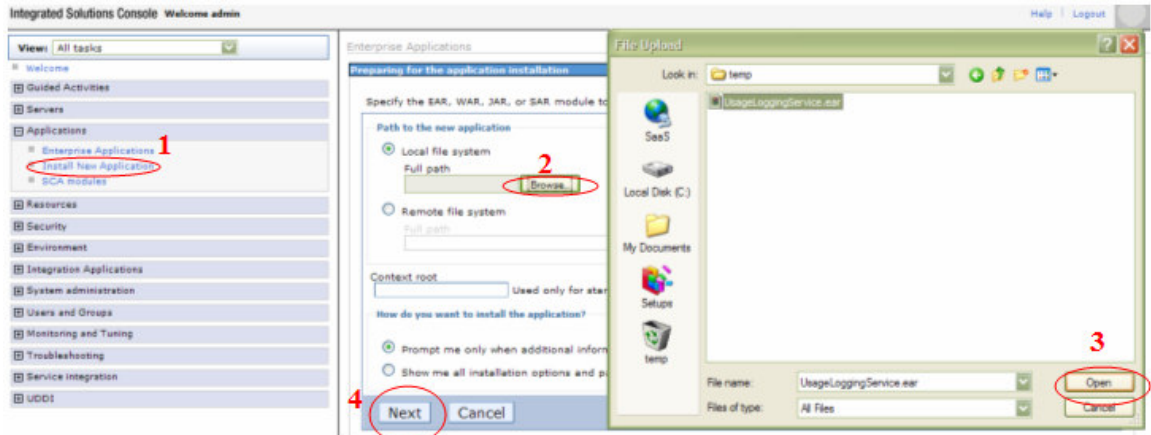 Integrated Solutions Console Welcome admin
Help Logout
View: All tasks
Welcome
Guided Activities
Servers
Applications
Enterprise Applications
1
Install New Application
SCA modules
Resources
Security
Environment
Integration Applications
System administration
Users and Groups
Monitoring and Tuning
Troubleshooting
Service integration
UDDI
Enterprise Applications
Preparing for the application installation
Specify the EAR, WAR, JAR, or SAR module to
Path to the new application
Local file system
2
Full path
Browse...
Remote file system
Full path
Context root
Used only for star
How do you want to install the application?
Prompt me only when additional inform
Show me all installation options and p
4
Next Cancel
File Upload
Look in: temp
UsageLoggingService.ear
SaaS
Local Disk (C:)
My Documents
Setups
temp
3
File name: UsageLoggingService.ear Open
Files of type: All Files Cancel